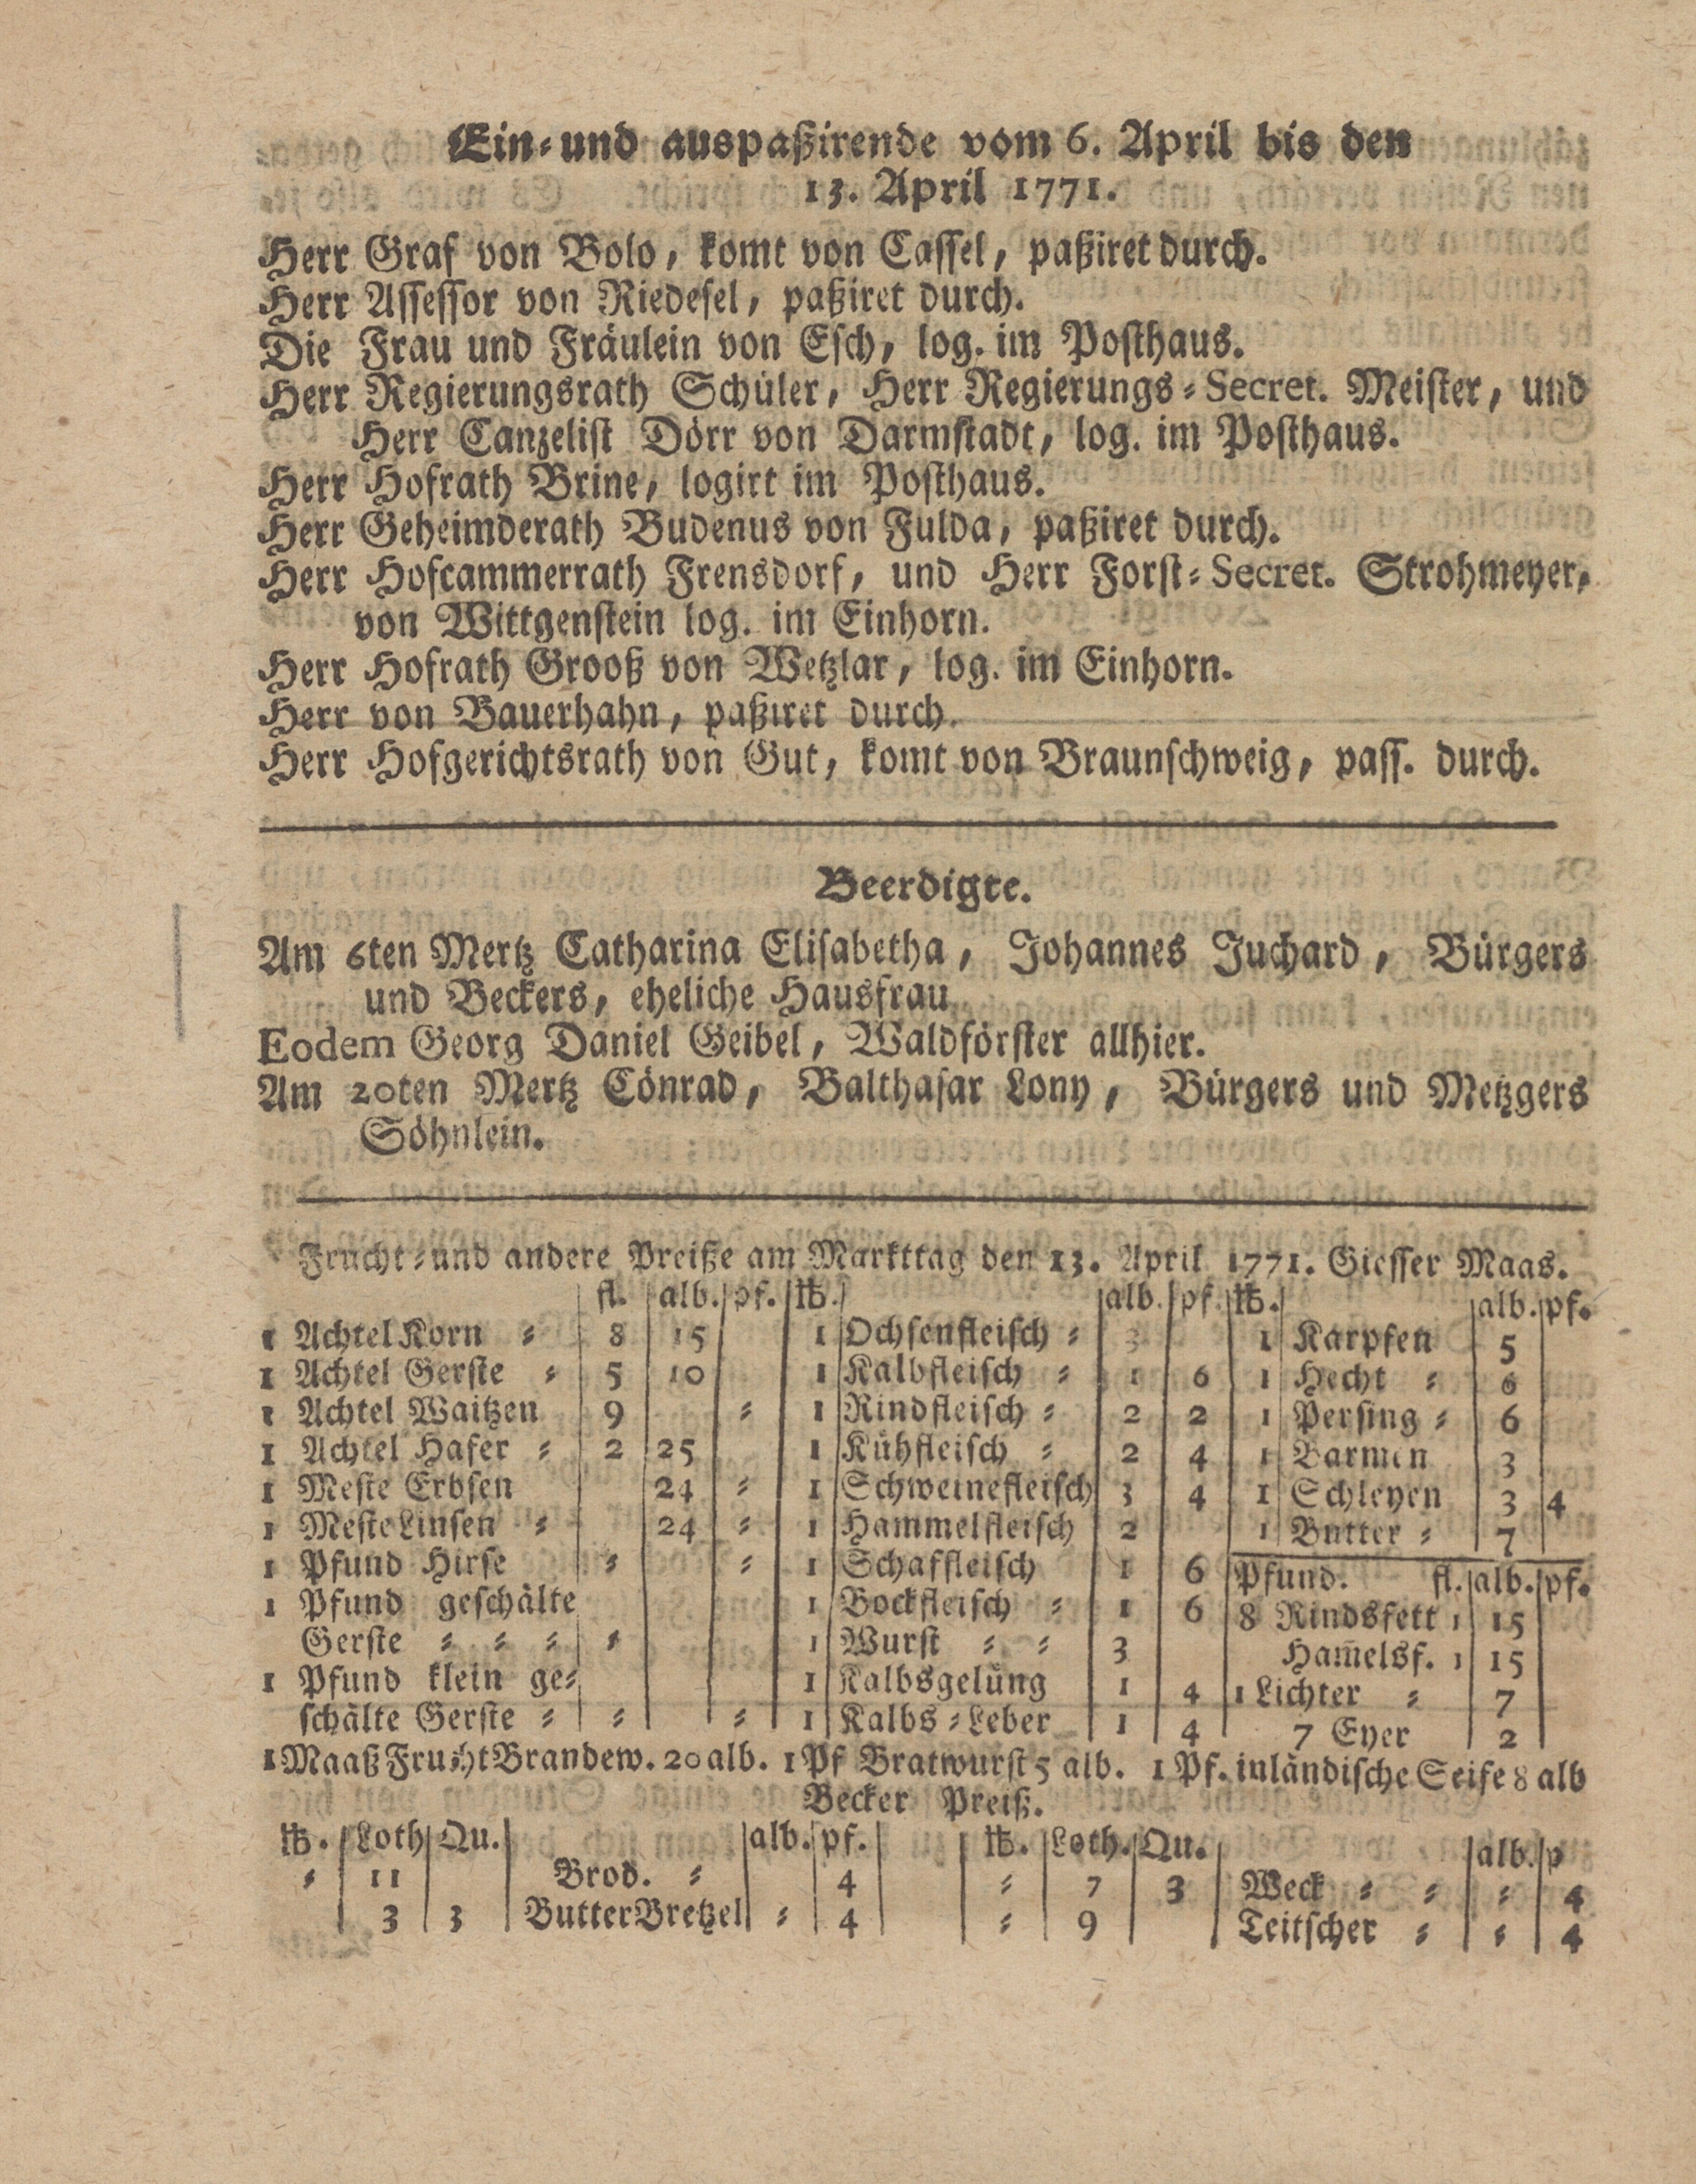 Ein⸗und auspaßirende vom 6. April bis den
13. April 1771.
Herr Graf von Bolo, komt von Cassel, paßiret durch.
Herr Assessor von Riedesel, paßiret durch.
Die Frau und Fräulein von Esch, log. im Posthaus.
Herr Regierungsrath Schüler, Herr Regierungs⸗Secret. Meister, und
Herr Canzelist Dörr von Darmstadt, log. im Posthaus.
Herr Hofrath Brine, logirt im Posthaus.
Herr Geheimderath Budenus von Fulda, paßiret durch.
Herr Hofcammerrath Frensdorf, und Herr Forst⸗Secret. Strohmeyer,
von Wittgenstein log. im Einhorn.
Herr Hofrath Grooß von Wetzlar, log. im Einhorn.
Herr von Bauerhahn, paßiret durch.
Herr Hofgerichtsrath von Gut, komt von Braunschweig, pass. durch.
Beerdigte.
Am 6ten Mertz Catharina Elisabetha, Johannes Juchard, Bürgers
und Beckers, eheliche Hausfrau
Eodem Georg Daniel Geibel, Waldförster allhier.
Am 20ten Mertz Cönrad, Balthasar Lony, Bürgers und Metzgers
Söhnlein.
Frucht⸗und andere Preiße am Markttag den 13. April 1771. Giesser Maas.
fl. alb. pf. ℔. alb. pf. ℔. alb. pf.
1 Achtel Korn ⸗ 8 15 1 Ochsenfleisch ⸗ 3 1 Karpfen 5
1 Achtel Gerste ⸗ 5 10 1 Kalbfleisch ⸗ 1 6 1 Hecht ⸗ 6
1 Achtel Waitzen 9 ⸗ 1 Rindfleisch ⸗ 2 2 1 Persing ⸗ 6
1 Achtel Hafer ⸗ 2 25 1 Kühfleisch ⸗ 2 4 1 Barmen 3
1 Meste Erbsen 24 ⸗ 1 Schweinefleisch 3 4 1 Schleyen 3 4
1 Meste Linsen ⸗ 24 ⸗ 1 Hammelfleisch 2 1 Butter ⸗ 7
1 Pfund Hirse ⸗ ⸗ 1 Schaffleisch 1 6 Pfund. fl. alb. pf.
1 Pfund geschälte 1 Bockfleisch ⸗ 1 6 8 Rindsfett 1 15
Gerste ⸗ ⸗ ⸗ ⸗ 1 Wurst ⸗ ⸗ 3 Ham̄elsf. 1 15
1 Pfund klein ge⸗ 1 Kalbsgelüng 1 4 1 Lichter ⸗ 7
schälte Gerste ⸗ ⸗ ⸗ 1 Kalbs⸗Leber 1 4 7 Eyer 2
1 Maaß Frucht Brandew. 20 alb. 1 Pf Bratwurst 5 alb. 1 Pf. inländische Seife 8 alb
Becker Preiß.
℔. Loth Qu. alb. pf. ℔. Loth. Qu. alb. p
⸗ 11 Brod. ⸗ 4 ⸗ 7 3 Weck ⸗ ⸗ ⸗ 4
3 3 Butter Bretzel ⸗ 4 ⸗ 9 Teitscher ⸗ ⸗ 4